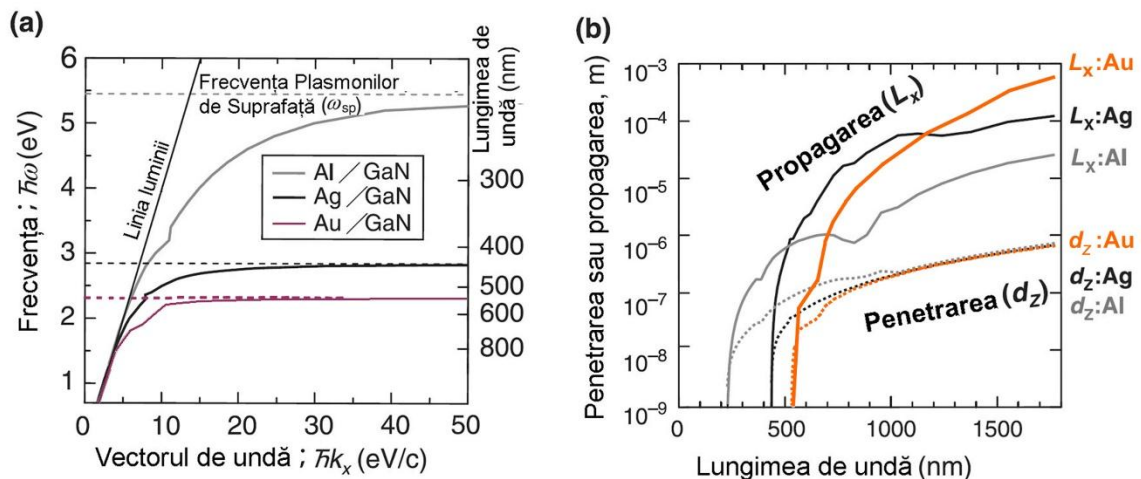 (a)
6
5
4
3
2
1
0
10
20
30
40
50
Frecvența ; ℏω (eV)
Vectorul de undă ; ℏkₓ (eV/c)
Lungimea de
undă (nm)
300
400
500
600
800
Frecvența Plasmonilor
de Suprafață (ωsp)
Linia luminii
Al / GaN
Ag / GaN
Au / GaN
(b)
10⁻³
10⁻⁴
10⁻⁵
10⁻⁶
10⁻⁷
10⁻⁸
10⁻⁹
0
500
1000
1500
Penetrarea sau propagarea, m)
Lungimea de undă (nm)
Propagarea (Lₓ)
Penetrarea (d_Z)
Lₓ:Au
Lₓ:Ag
Lₓ:Al
d_Z:Au
d_Z:Ag
d_Z:Al